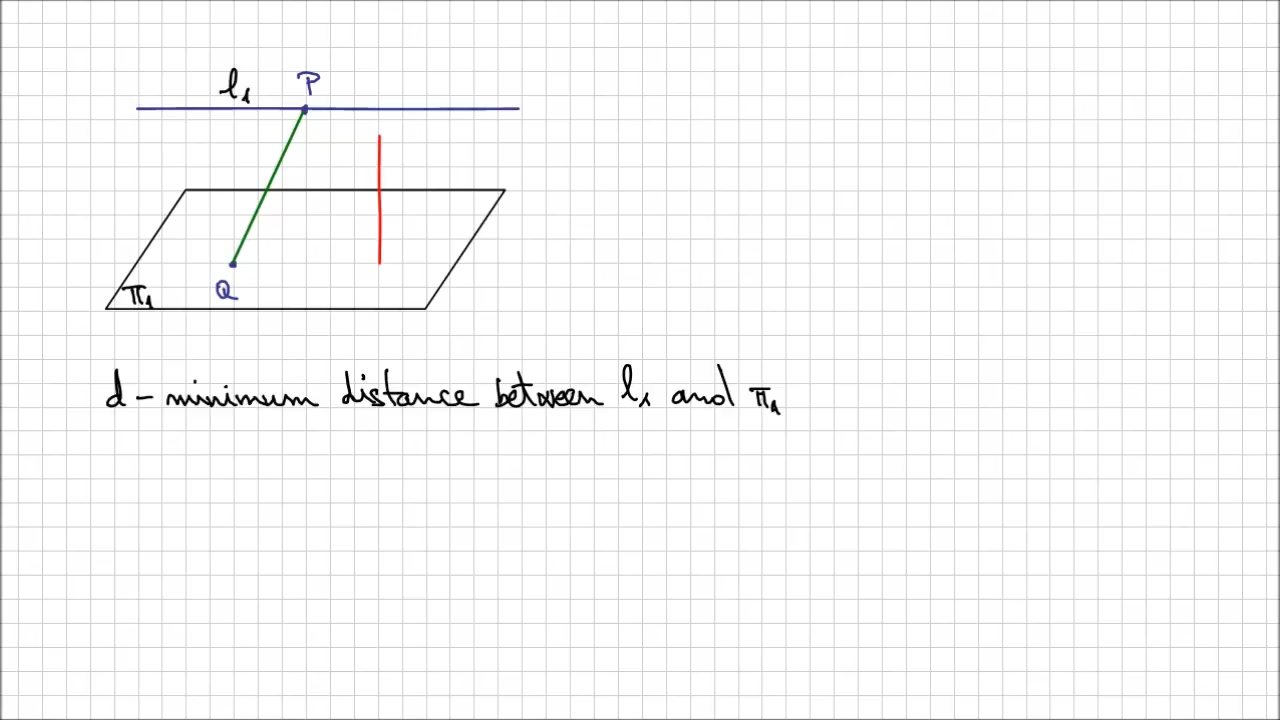 l₁
P
Q
π₁
d - minimum distance between l₁ and π₁